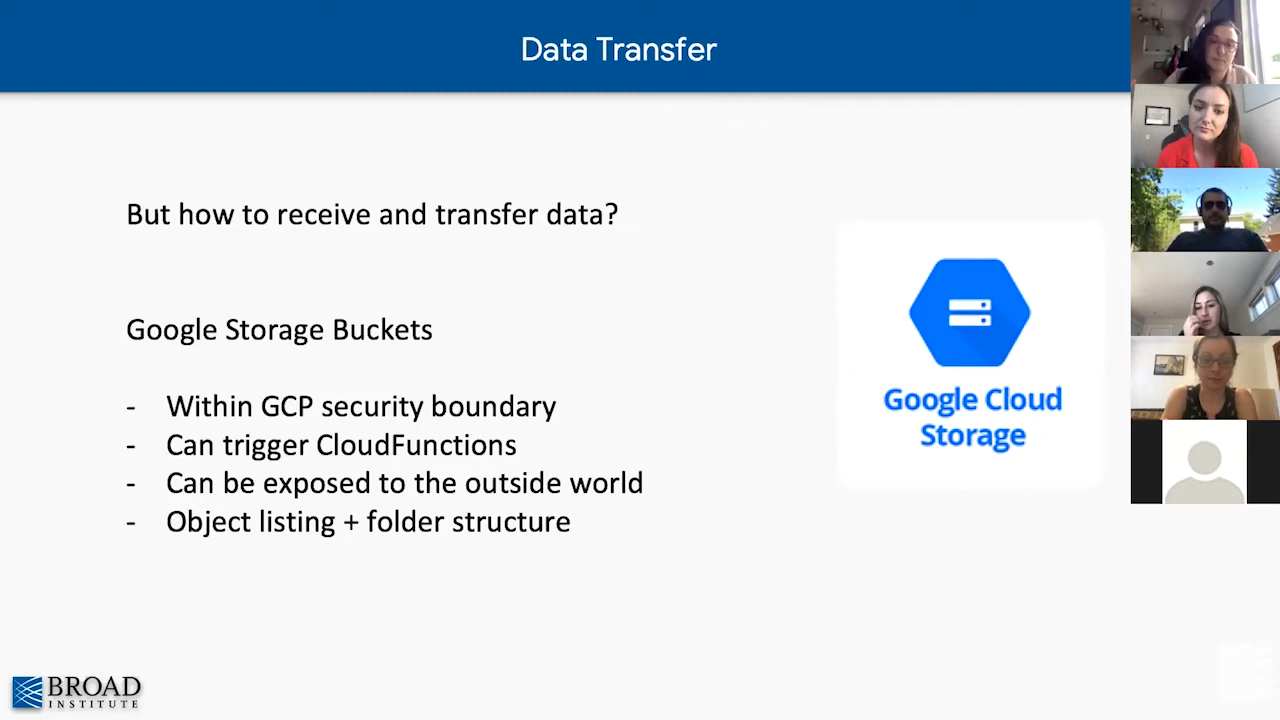 Data Transfer
But how to receive and transfer data?
Google Storage Buckets
- Within GCP security boundary
- Can trigger CloudFunctions
- Can be exposed to the outside world
- Object listing + folder structure
Google Cloud
Storage
BROAD
INSTITUTE